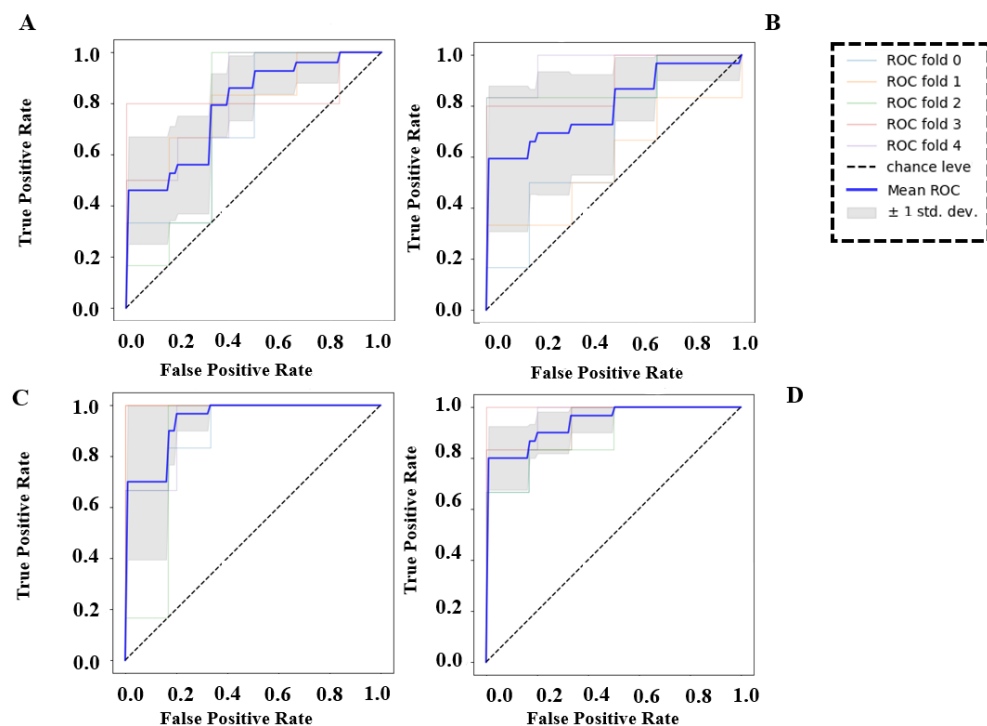 A
B
1.0
0.8
0.6
0.4
0.2
0.0
True Positive Rate
0.0 0.2 0.4 0.6 0.8 1.0
False Positive Rate
1.0
0.8
0.6
0.4
0.2
0.0
True Positive Rate
0.0 0.2 0.4 0.6 0.8 1.0
False Positive Rate
ROC fold 0
ROC fold 1
ROC fold 2
ROC fold 3
ROC fold 4
chance leve
Mean ROC
± 1 std. dev.
C
D
1.0
0.8
0.6
0.4
0.2
0.0
True Positive Rate
0.0 0.2 0.4 0.6 0.8 1.0
False Positive Rate
1.0
0.8
0.6
0.4
0.2
0.0
True Positive Rate
0.0 0.2 0.4 0.6 0.8 1.0
False Positive Rate